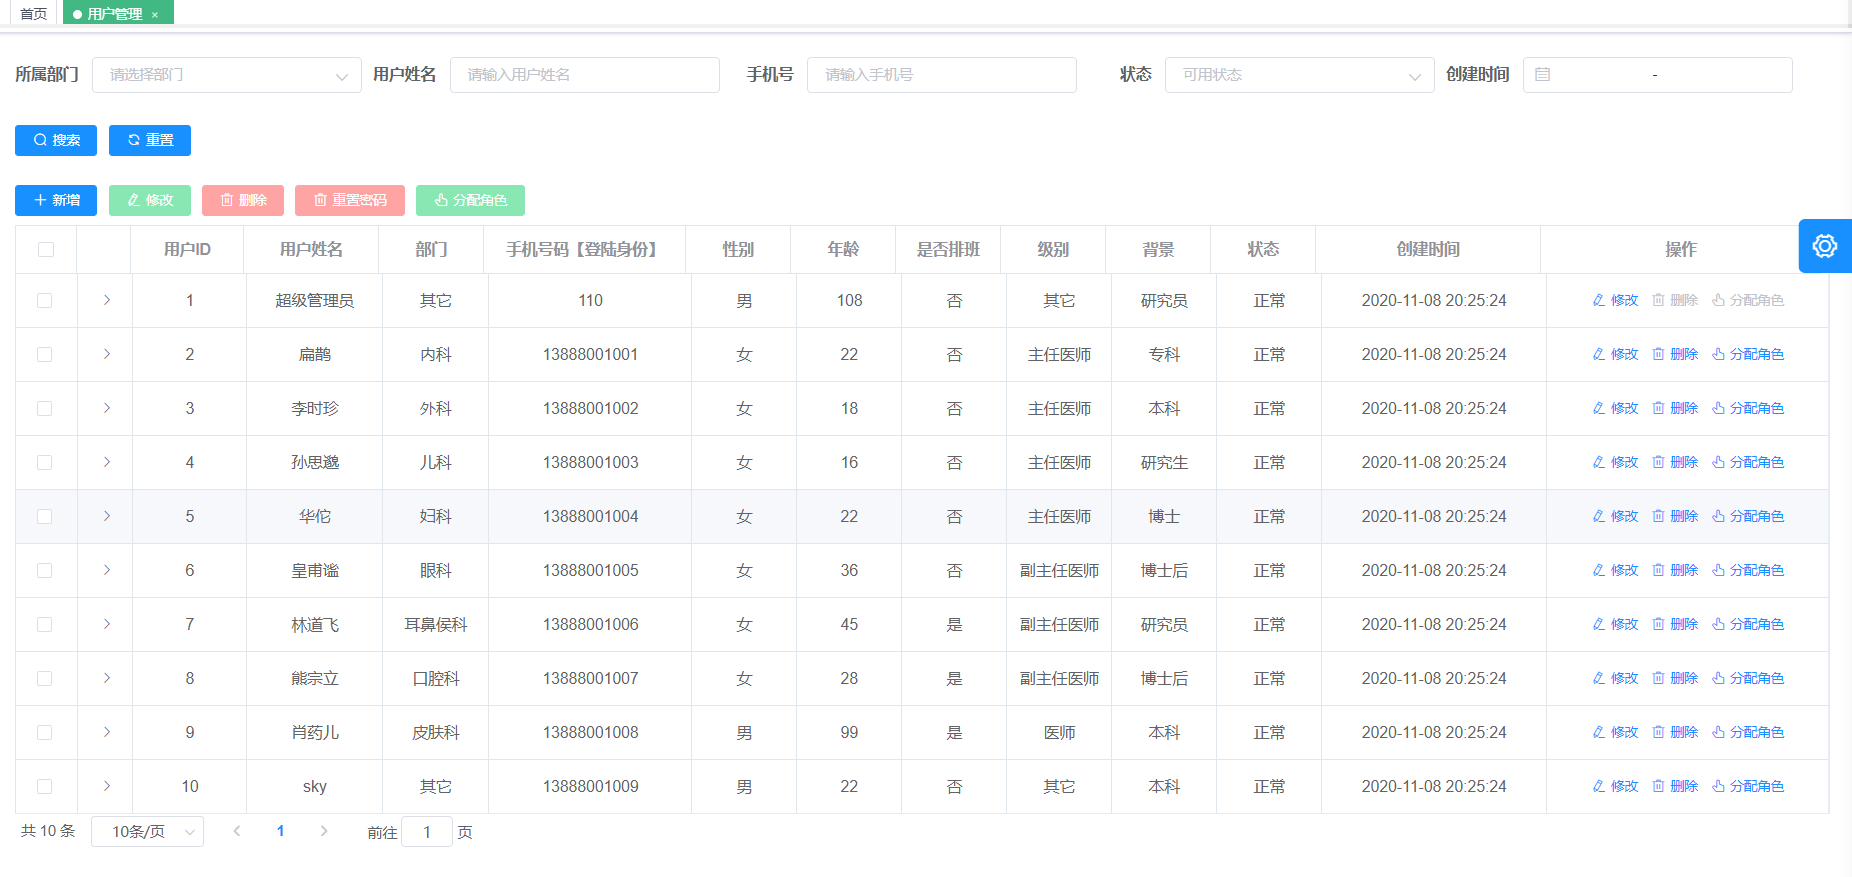 首页 用户管理 ×
所属部门 请选择部门 用户姓名 请输入用户姓名 手机号 请输入手机号 状态 可用状态 创建时间 -
搜索 重置
新增 修改 删除 重置密码 分配角色
用户ID 用户姓名 部门 手机号码【登陆身份】 性别 年龄 是否排班 级别 背景 状态 创建时间 操作
1 超级管理员 其它 110 男 108 否 其它 研究员 正常 2020-11-08 20:25:24 修改 删除 分配角色
2 扁鹊 内科 13888001001 女 22 否 主任医师 专科 正常 2020-11-08 20:25:24 修改 删除 分配角色
3 李时珍 外科 13888001002 女 18 否 主任医师 本科 正常 2020-11-08 20:25:24 修改 删除 分配角色
4 孙思邈 儿科 13888001003 女 16 否 主任医师 研究生 正常 2020-11-08 20:25:24 修改 删除 分配角色
5 华佗 妇科 13888001004 女 22 否 主任医师 博士 正常 2020-11-08 20:25:24 修改 删除 分配角色
6 皇甫谧 眼科 13888001005 女 36 否 副主任医师 博士后 正常 2020-11-08 20:25:24 修改 删除 分配角色
7 林道飞 耳鼻侯科 13888001006 女 45 是 副主任医师 研究员 正常 2020-11-08 20:25:24 修改 删除 分配角色
8 熊宗立 口腔科 13888001007 女 28 是 副主任医师 博士后 正常 2020-11-08 20:25:24 修改 删除 分配角色
9 肖药儿 皮肤科 13888001008 男 99 是 医师 本科 正常 2020-11-08 20:25:24 修改 删除 分配角色
10 sky 其它 13888001009 男 22 否 其它 本科 正常 2020-11-08 20:25:24 修改 删除 分配角色
共 10 条 10条/页 1 前往 1 页